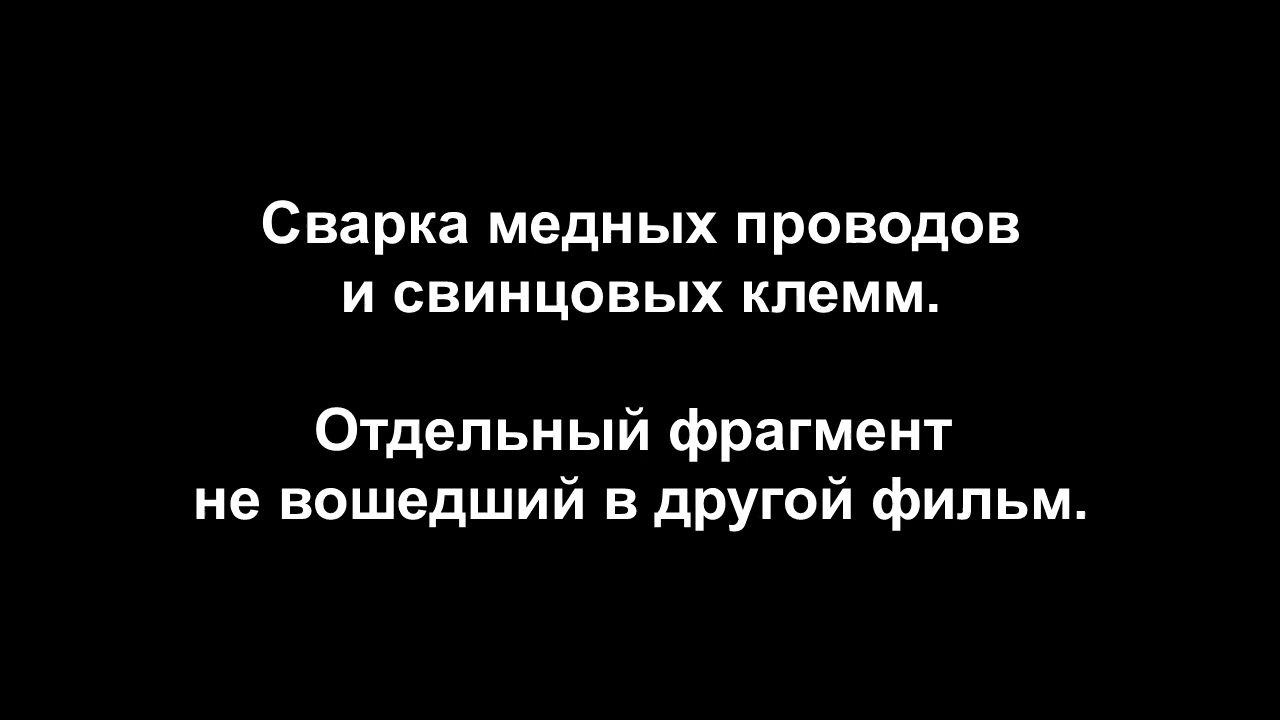 Сварка медных проводов
и свинцовых клемм.
Отдельный фрагмент
не вошедший в другой фильм.